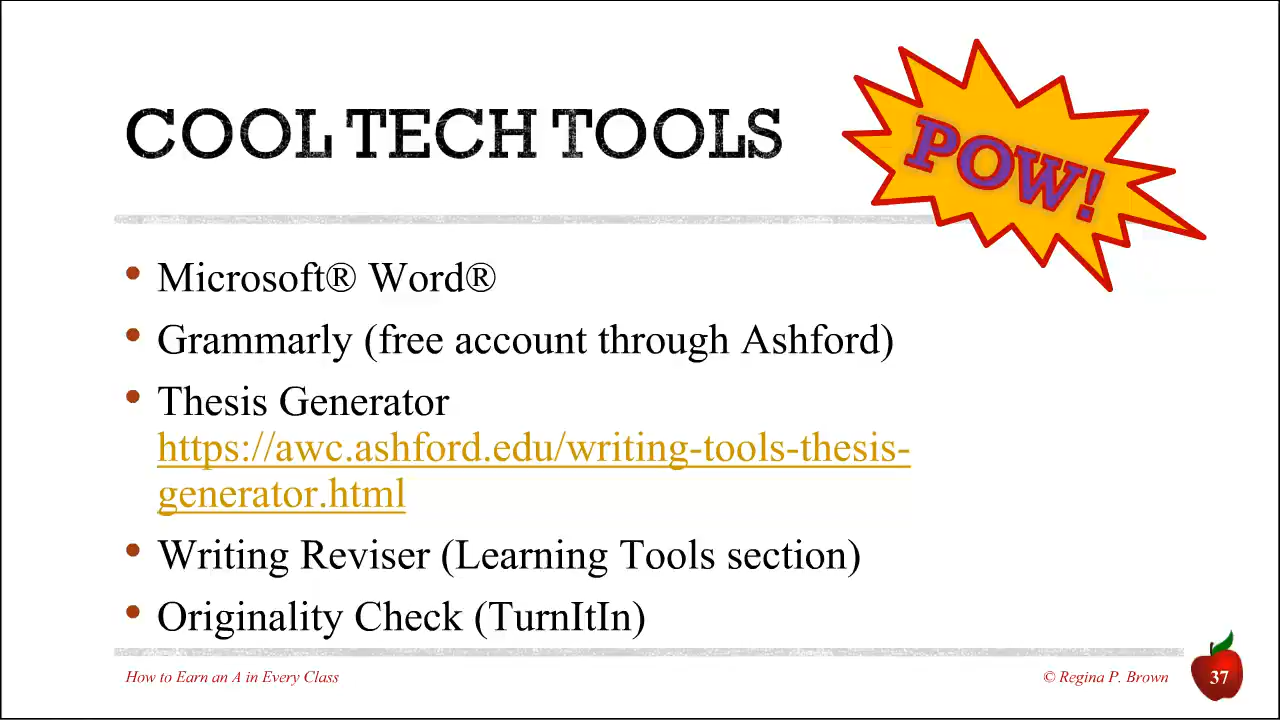 COOL TECH TOOLS
POW!
• Microsoft® Word®
• Grammarly (free account through Ashford)
• Thesis Generator
https://awc.ashford.edu/writing-tools-thesis-
generator.html
• Writing Reviser (Learning Tools section)
• Originality Check (TurnItIn)
How to Earn an A in Every Class
© Regina P. Brown
37